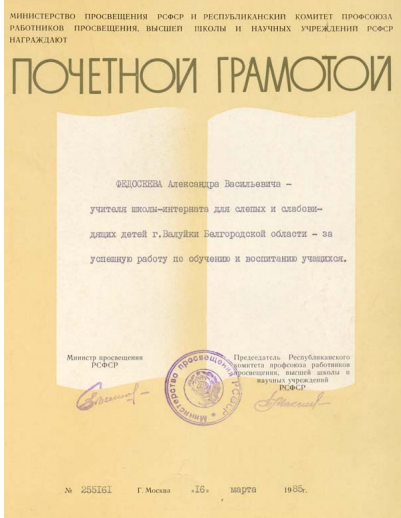 МИНИСТЕРСТВО ПРОСВЕЩЕНИЯ РСФСР И РЕСПУБЛИКАНСКИЙ КОМИТЕТ ПРОФСОЮЗА
РАБОТНИКОВ ПРОСВЕЩЕНИЯ, ВЫСШЕЙ ШКОЛЫ И НАУЧНЫХ УЧРЕЖДЕНИЙ РСФСР
НАГРАЖДАЮТ
ПОЧЕТНОЙ ГРАМОТОЙ
ФЕДОСЕЕВА Александра Васильевича –
учителя школы-интерната для слепых и слабови-
дящих детей г.Валуйки Белгородской области – за
успешную работу по обучению и воспитанию учащихся.
Министр просвещения
РСФСР
Председатель Республиканского
комитета профсоюза работников
просвещения, высшей школы и
научных учреждений
РСФСР
Министерство просвещения РСФСР
№ 255161 Г. Москва «16» марта 1985г.